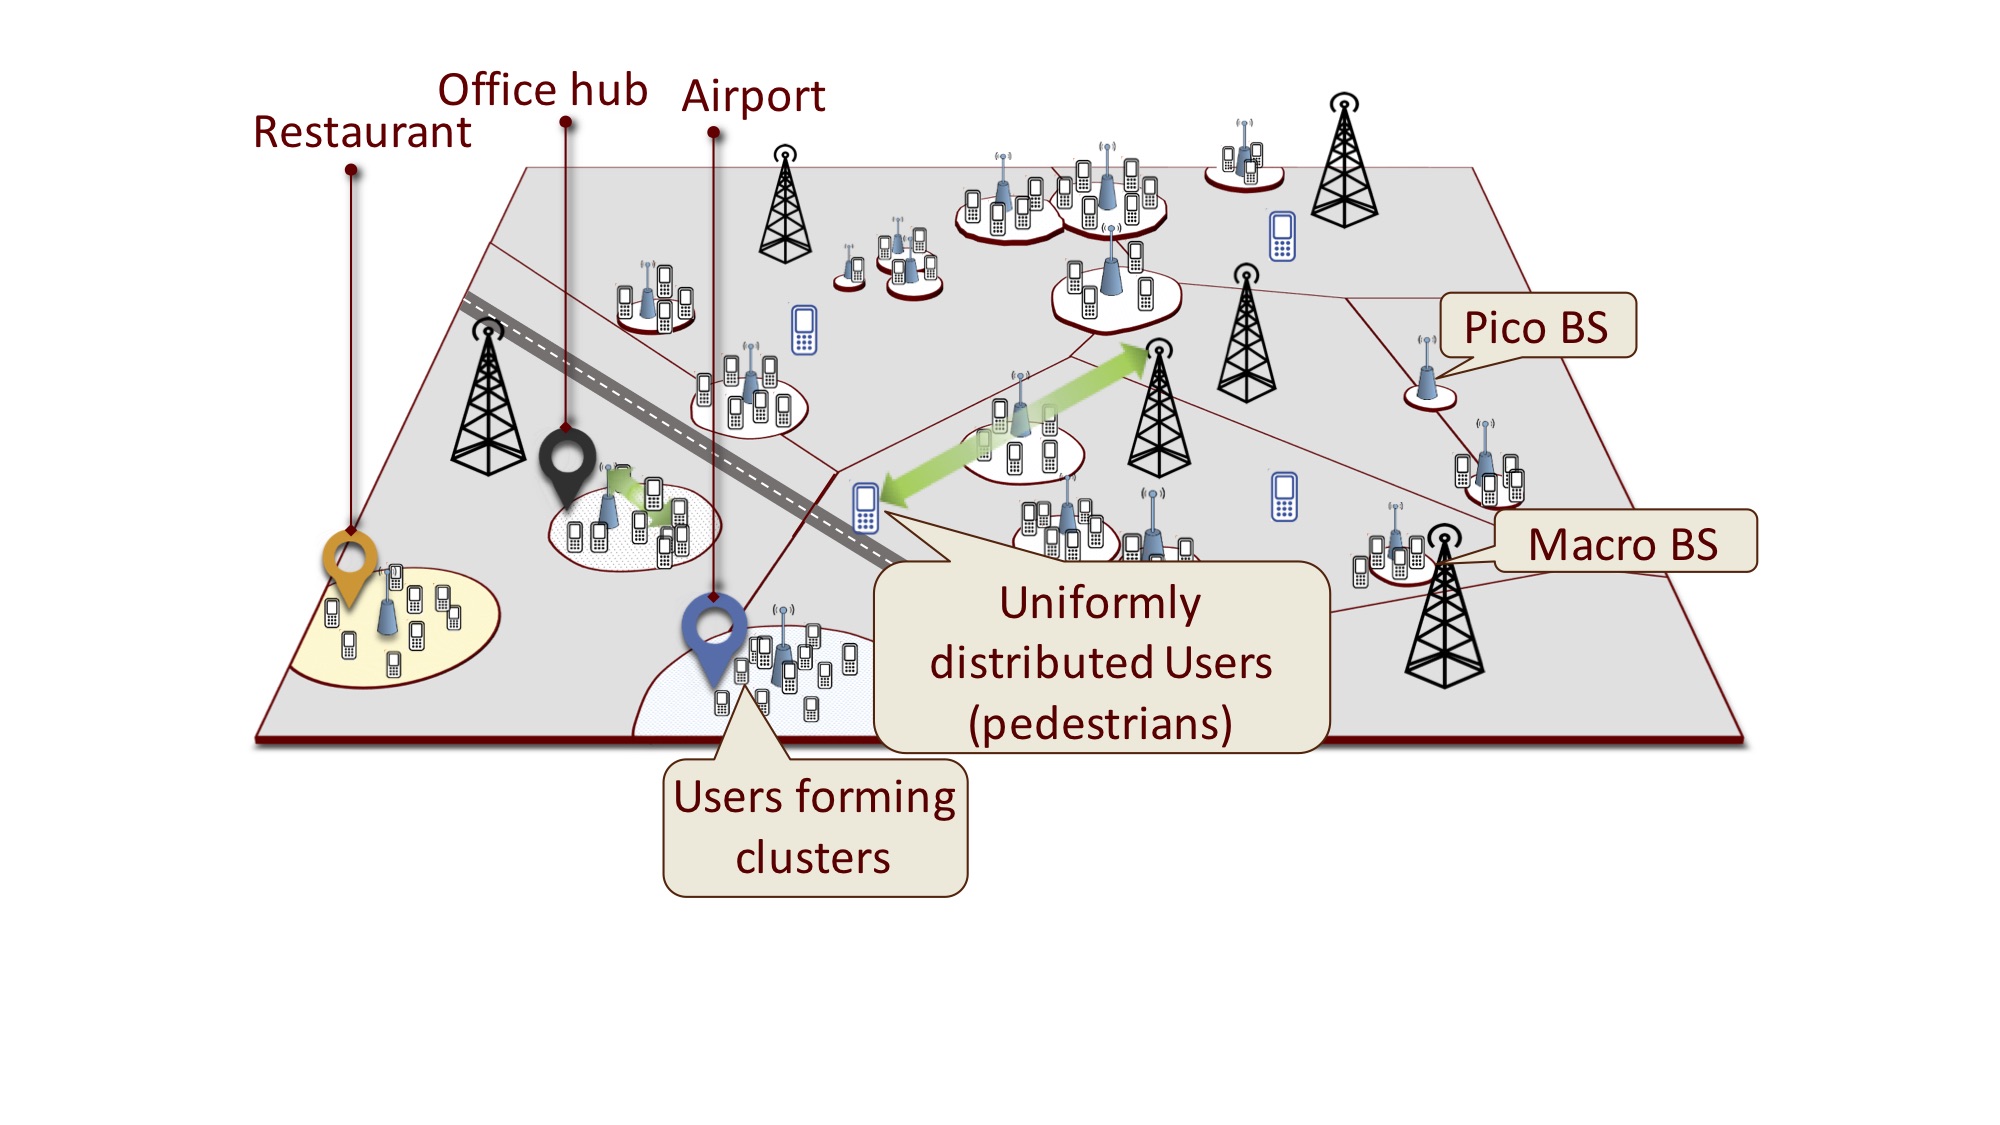 Office hub
Airport
Restaurant
Pico BS
Macro BS
Uniformly
distributed Users
(pedestrians)
Users forming
clusters